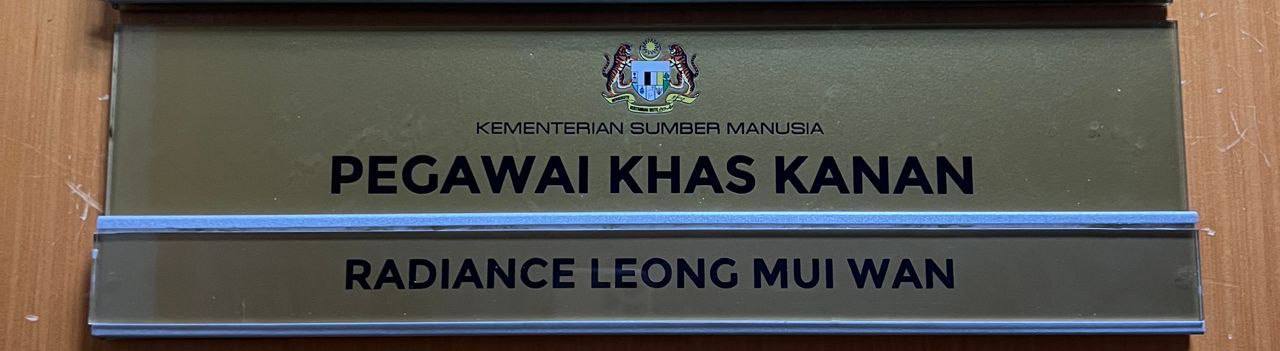 KEMENTERIAN SUMBER MANUSIA
PEGAWAI KHAS KANAN
RADIANCE LEONG MUI WAN